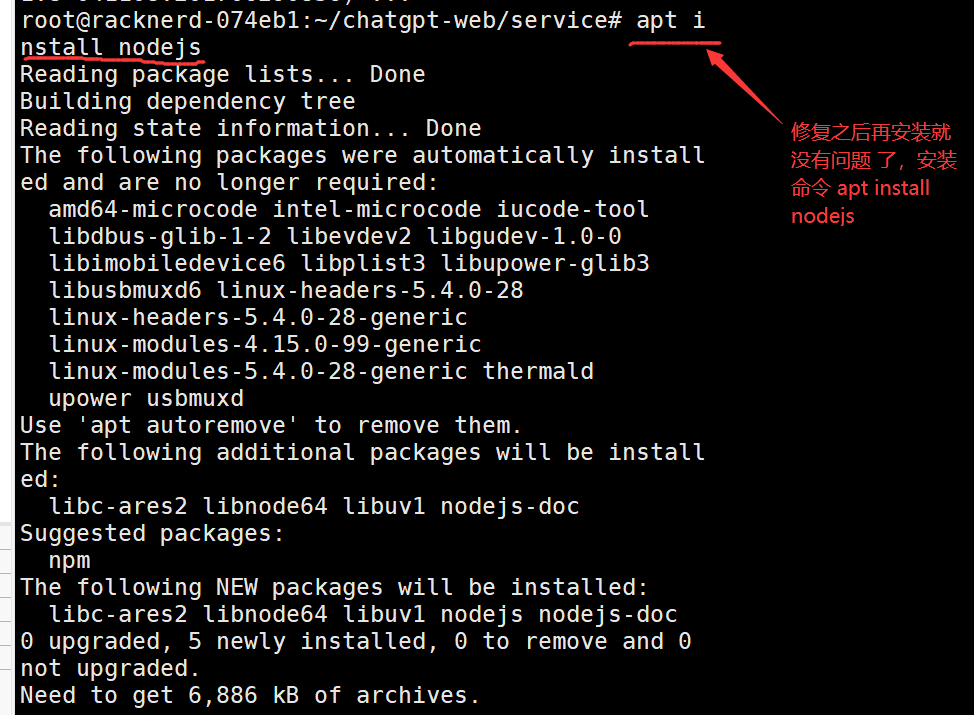 root@racknerd-074eb1:~/chatgpt-web/service# apt i
nstall nodejs
Reading package lists... Done
Building dependency tree
Reading state information... Done
The following packages were automatically install
ed and are no longer required:
amd64-microcode intel-microcode iucode-tool
libdbus-glib-1-2 libevdev2 libgudev-1.0-0
libimobiledevice6 libplist3 libupower-glib3
libusbmuxd6 linux-headers-5.4.0-28
linux-headers-5.4.0-28-generic
linux-modules-4.15.0-99-generic
linux-modules-5.4.0-28-generic thermald
upower usbmuxd
Use 'apt autoremove' to remove them.
The following additional packages will be install
ed:
libc-ares2 libnode64 libuv1 nodejs-doc
Suggested packages:
npm
The following NEW packages will be installed:
libc-ares2 libnode64 libuv1 nodejs nodejs-doc
0 upgraded, 5 newly installed, 0 to remove and 0
not upgraded.
Need to get 6,886 kB of archives.
修复之后再安装就
没有问题 了，安装
命令 apt install
nodejs